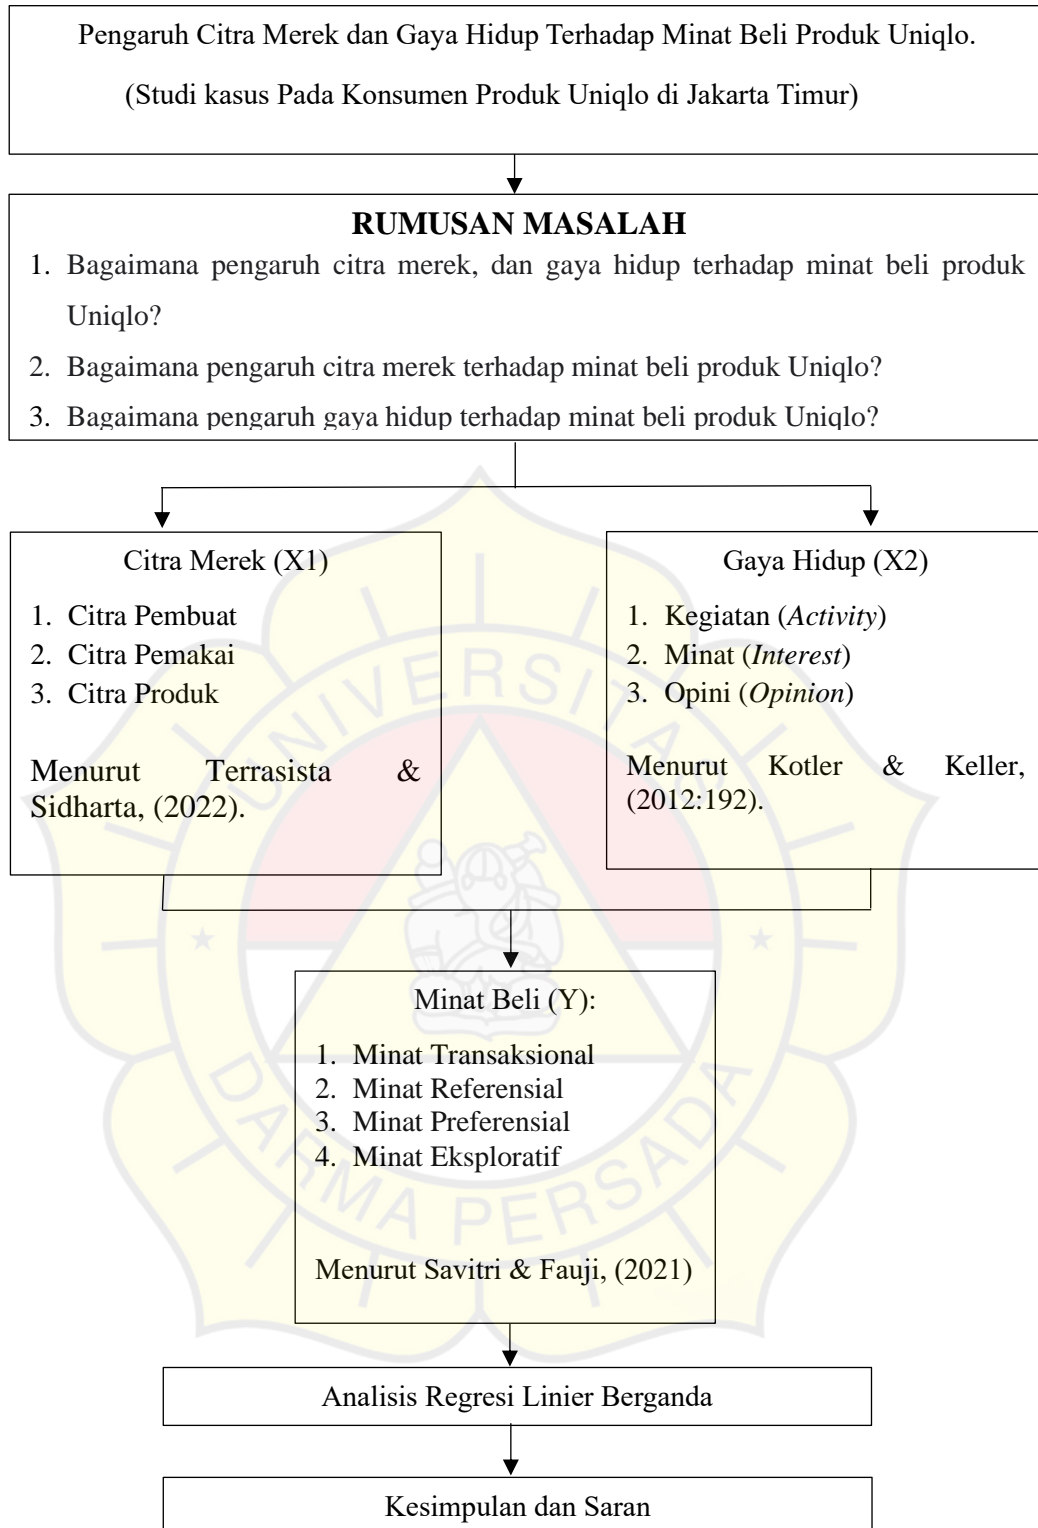 Pengaruh Citra Merek dan Gaya Hidup Terhadap Minat Beli Produk Uniqlo.
(Studi kasus Pada Konsumen Produk Uniqlo di Jakarta Timur)
RUMUSAN MASALAH
1. Bagaimana pengaruh citra merek, dan gaya hidup terhadap minat beli produk
Uniqlo?
2. Bagaimana pengaruh citra merek terhadap minat beli produk Uniqlo?
3. Bagaimana pengaruh gaya hidup terhadap minat beli produk Uniqlo?
Citra Merek (X1)
1. Citra Pembuat
2. Citra Pemakai
3. Citra Produk
Menurut Terrasista &
Sidharta, (2022).
Gaya Hidup (X2)
1. Kegiatan (Activity)
2. Minat (Interest)
3. Opini (Opinion)
Menurut Kotler & Keller,
(2012:192).
UNIVERSITAS
Minat Beli (Y):
1. Minat Transaksional
2. Minat Referensial
3. Minat Preferensial
4. Minat Eksploratif
Menurut Savitri & Fauji, (2021)
DARMA PERSADA
Analisis Regresi Linier Berganda
Kesimpulan dan Saran